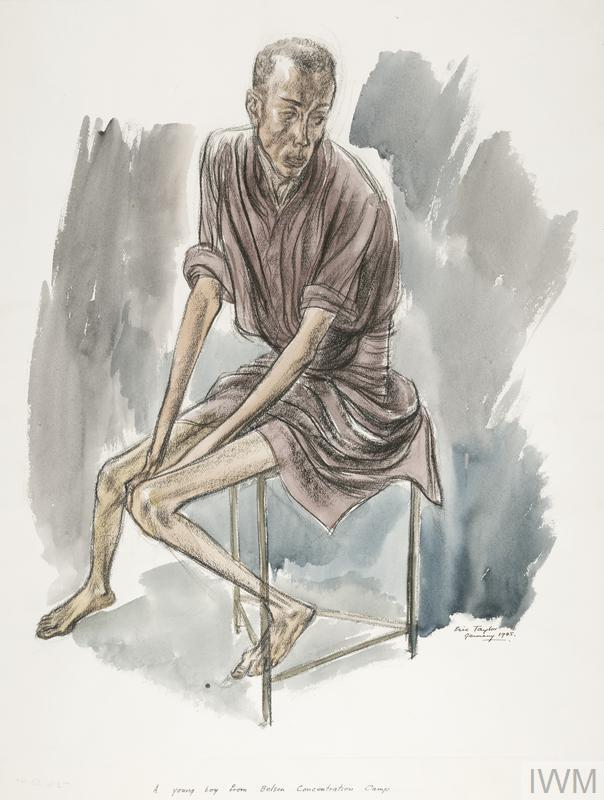 Eric Taylor
Germany 1945.
A young boy from Belsen Concentration Camp
IWM